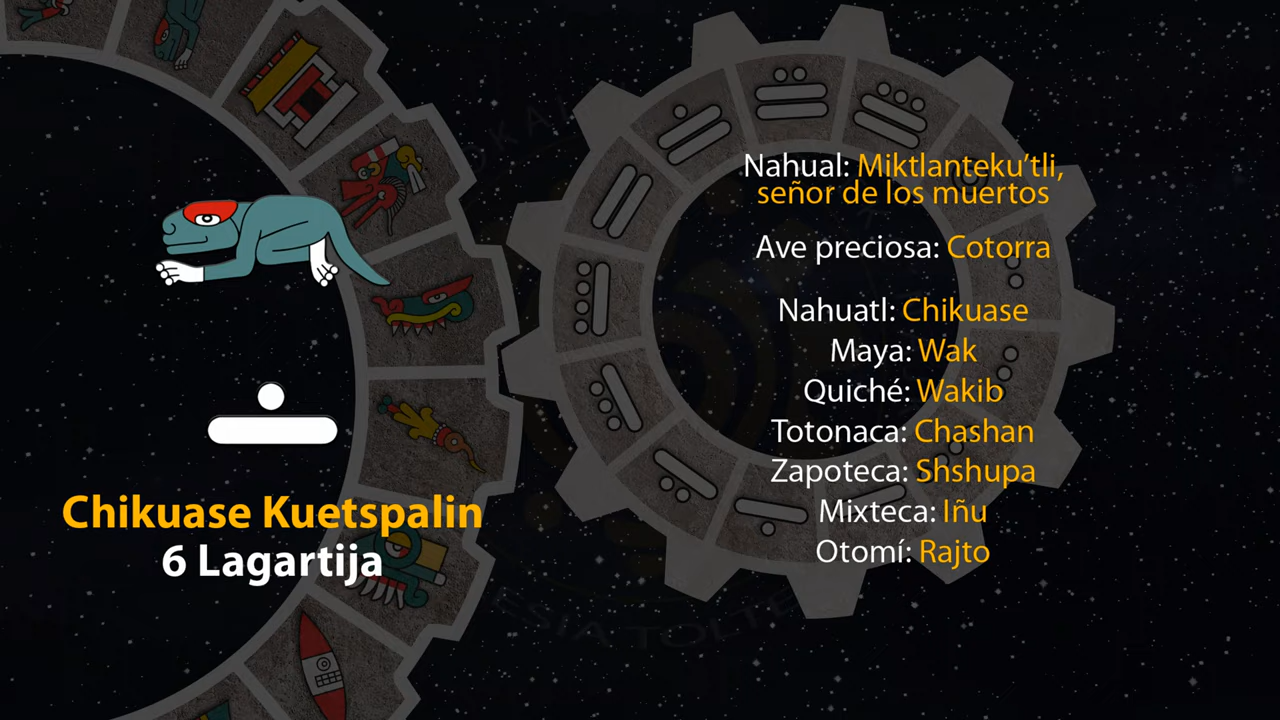 Chikuase Kuetspalin
6 Lagartija
Nahual: Miktlanteku’tli,
señor de los muertos
Ave preciosa: Cotorra
Nahuatl: Chikuase
Maya: Wak
Quiché: Wakib
Totonaca: Chashan
Zapoteca: Shshupa
Mixteca: Iñu
Otomí: Rajto